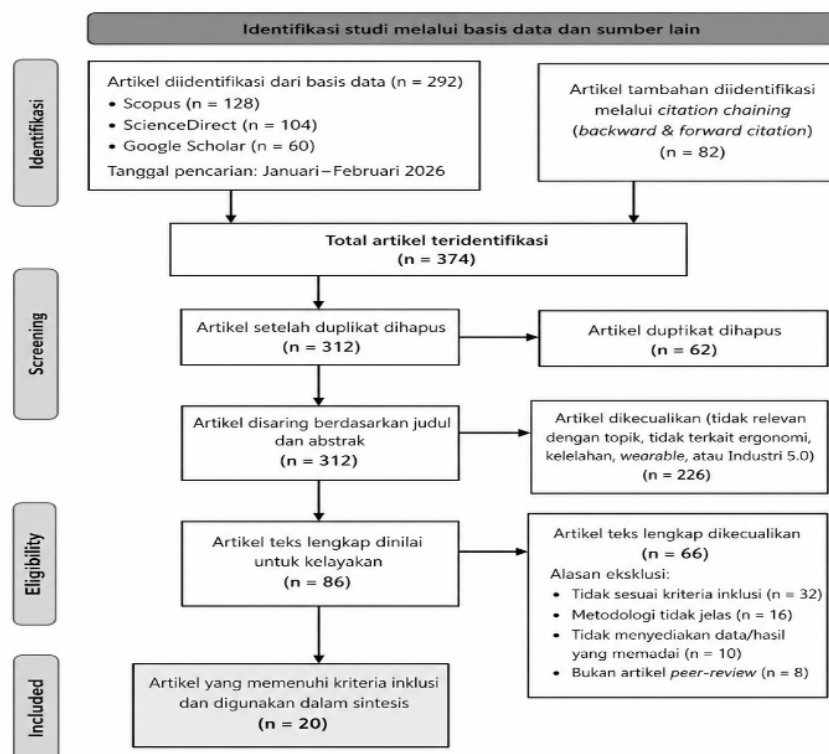 Identifikasi studi melalui basis data dan sumber lain
Identifikasi
Artikel diidentifikasi dari basis data (n = 292)
• Scopus (n = 128)
• ScienceDirect (n = 104)
• Google Scholar (n = 60)
Tanggal pencarian: Januari–Februari 2026
Artikel tambahan diidentifikasi
melalui citation chaining
(backward & forward citation)
(n = 82)
Total artikel teridentifikasi
(n = 374)
Screening
Artikel setelah duplikat dihapus
(n = 312)
Artikel duptikat dihapus
(n = 62)
Artikel disaring berdasarkan judul
dan abstrak
(n = 312)
Artikel dikecualikan (tidak relevan
dengan topik, tidak terkait ergonomi,
kelelahan, wearable, atau Industri 5.0)
(n = 226)
Eligibility
Artikel teks lengkap dinilai
untuk kelayakan
(n = 86)
Artikel teks lengkap dikecualikan
(n = 66)
Alasan eksklusi:
• Tidak sesuai kriteria inklusi (n = 32)
• Metodologi tidak jelas (n = 16)
• Tidak menyediakan data/hasil
yang memadai (n = 10)
• Bukan artikel peer-review (n = 8)
Included
Artikel yang memenuhi kriteria inklusi
dan digunakan dalam sintesis
(n = 20)